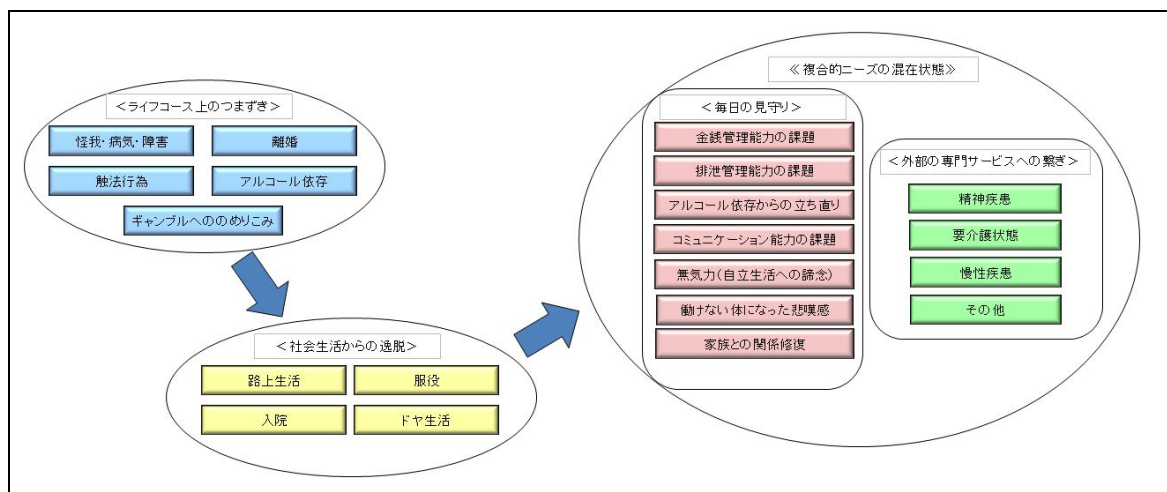 ＜ライフコース上のつまずき＞
怪我・病気・障害
離婚
触法行為
アルコール依存
ギャンブルへののめりこみ
＜社会生活からの逸脱＞
路上生活
服役
入院
ドヤ生活
≪複合的ニーズの混在状態≫
＜毎日の見守り＞
金銭管理能力の課題
排泄管理能力の課題
アルコール依存からの立ち直り
コミュニケーション能力の課題
無気力（自立生活への諦念）
働けない体になった悲嘆感
家族との関係修復
＜外部の専門サービスへの繋ぎ＞
精神疾患
要介護状態
慢性疾患
その他